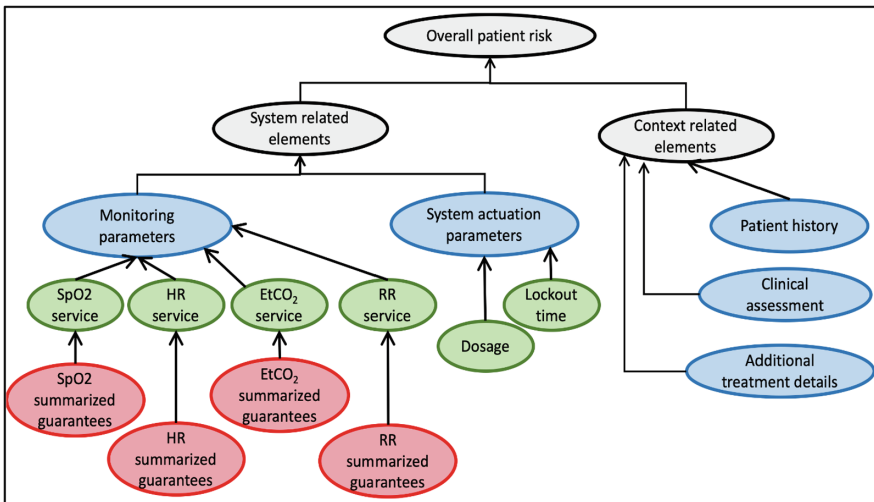 Overall patient risk
System related
elements
Context related
elements
Monitoring
parameters
System actuation
parameters
Patient history
SpO2
service
HR
service
EtCO₂
service
RR
service
Lockout
time
Clinical
assessment
Dosage
SpO2
summarized
guarantees
EtCO₂
summarized
guarantees
Additional
treatment details
HR
summarized
guarantees
RR
summarized
guarantees